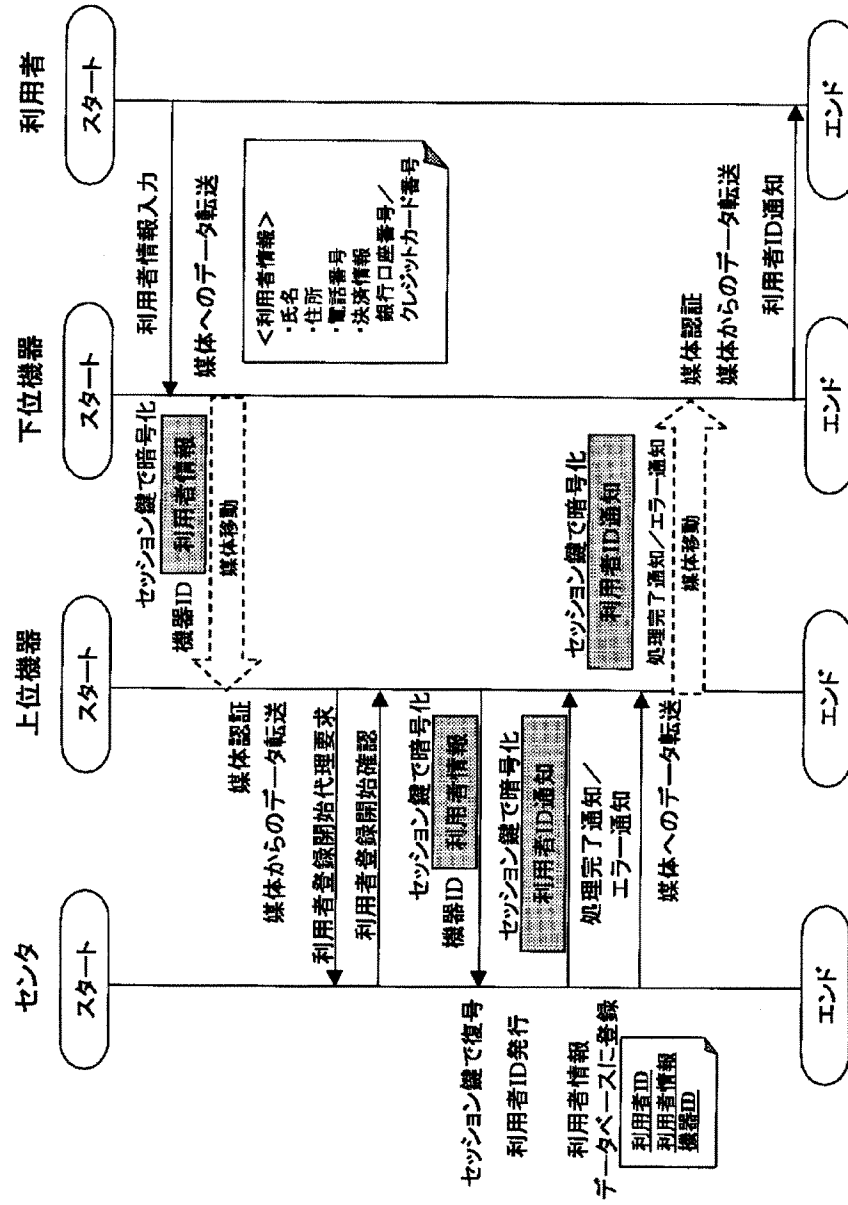 センタ
上位機器
下位機器
利用者
スタート
スタート
スタート
スタート
利用者情報入力
媒体へのデータ転送
<利用者情報>
・氏名
・住所
・電話番号
・決済情報
銀行口座番号/
クレジットカード番号
セッション鍵で暗号化
機器ID 利用者情報
媒体移動
媒体認証
媒体からのデータ転送
利用者登録開始代理要求
利用者登録開始確認
セッション鍵で暗号化
機器ID 利用者情報
セッション鍵で復号
利用者ID発行
セッション鍵で暗号化
利用者ID通知
利用者情報
データベースに登録
利用者ID
利用者情報
機器ID
処理完了通知/
エラー通知
媒体へのデータ転送
セッション鍵で暗号化
利用者ID通知
処理完了通知/エラー通知
媒体移動
媒体認証
媒体からのデータ転送
利用者ID通知
エンド
エンド
エンド
エンド